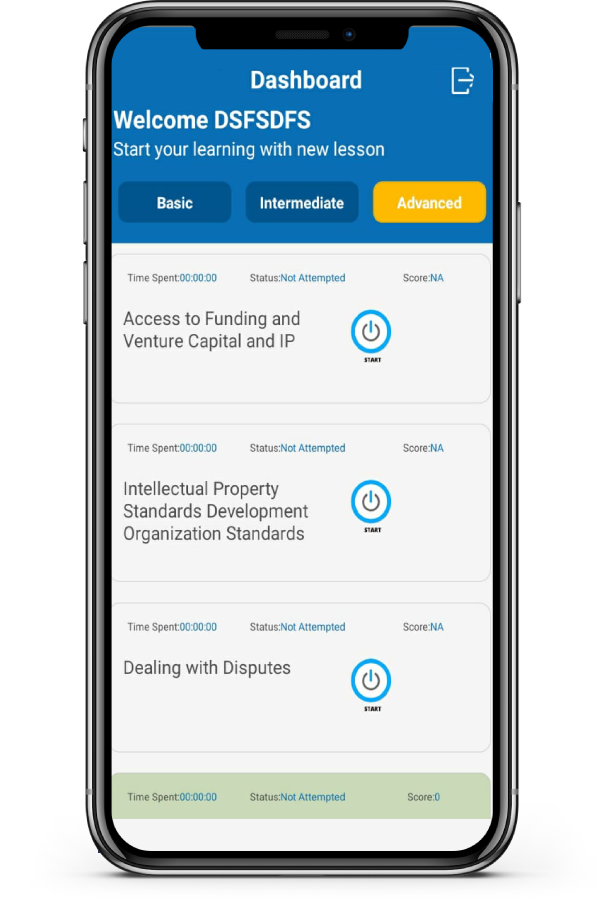 Dashboard
Welcome DSFSDFS
Start your learning with new lesson
Basic Intermediate Advanced
Time Spent:00:00:00 Status:Not Attempted Score:NA
Access to Funding and
Venture Capital and IP
START
Time Spent:00:00:00 Status:Not Attempted Score:NA
Intellectual Property
Standards Development
Organization Standards
START
Time Spent:00:00:00 Status:Not Attempted Score:NA
Dealing with Disputes
START
Time Spent:00:00:00 Status:Not Attempted Score:0